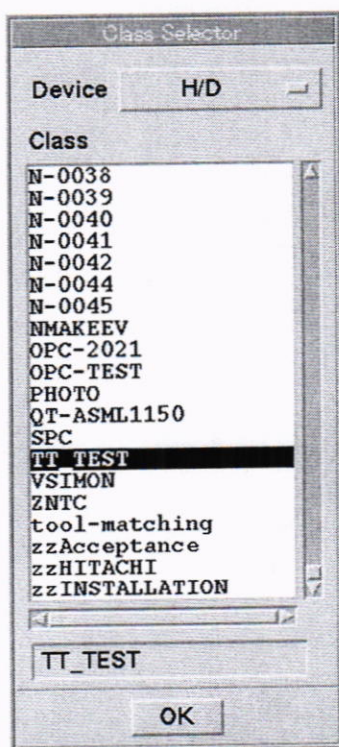 Class Selector
Device H/D
Class
N-0038
N-0039
N-0040
N-0041
N-0042
N-0044
N-0045
NMAKEEV
OPC-2021
OPC-TEST
PHOTO
QT-ASML1150
SPC
TT_TEST
VSIMON
ZNTC
tool-matching
zzAcceptance
zzHITACHI
zzINSTALLATION
TT_TEST
OK